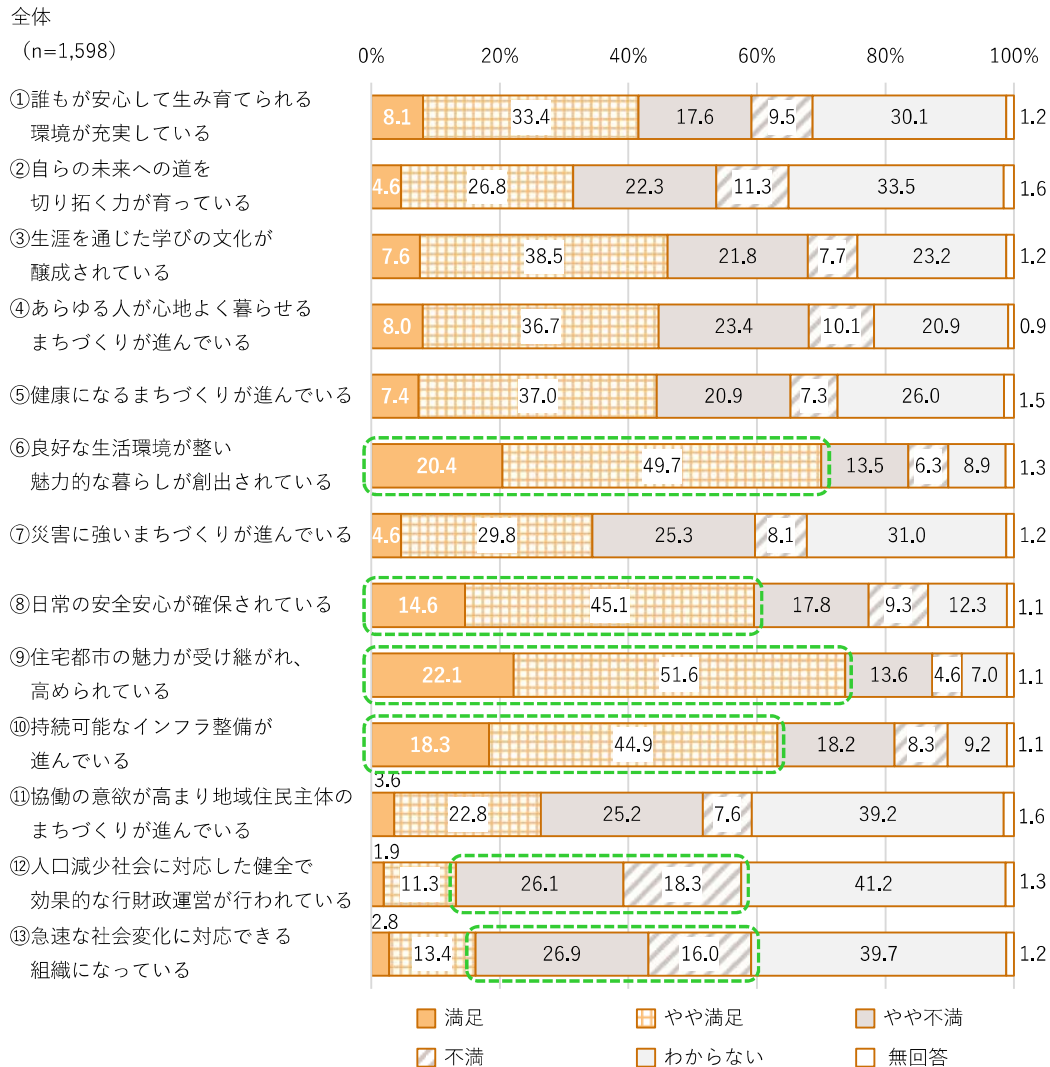 全体
（n=1,598）
0% 20% 40% 60% 80% 100%
①誰もが安心して生み育てられる
環境が充実している
8.1 33.4 17.6 9.5 30.1 1.2
②自らの未来への道を
切り拓く力が育っている
4.6 26.8 22.3 11.3 33.5 1.6
③生涯を通じた学びの文化が
醸成されている
7.6 38.5 21.8 7.7 23.2 1.2
④あらゆる人が心地よく暮らせる
まちづくりが進んでいる
8.0 36.7 23.4 10.1 20.9 0.9
⑤健康になるまちづくりが進んでいる
7.4 37.0 20.9 7.3 26.0 1.5
⑥良好な生活環境が整い
魅力的な暮らしが創出されている
20.4 49.7 13.5 6.3 8.9 1.3
⑦災害に強いまちづくりが進んでいる
4.6 29.8 25.3 8.1 31.0 1.2
⑧日常の安全安心が確保されている
14.6 45.1 17.8 9.3 12.3 1.1
⑨住宅都市の魅力が受け継がれ、
高められている
22.1 51.6 13.6 4.6 7.0 1.1
⑩持続可能なインフラ整備が
進んでいる
18.3 44.9 18.2 8.3 9.2 1.1
⑪協働の意欲が高まり地域住民主体の
まちづくりが進んでいる
3.6 22.8 25.2 7.6 39.2 1.6
⑫人口減少社会に対応した健全で
効果的な行財政運営が行われている
1.9 11.3 26.1 18.3 41.2 1.3
⑬急速な社会変化に対応できる
組織になっている
2.8 13.4 26.9 16.0 39.7 1.2
満足 やや満足 やや不満
不満 わからない 無回答